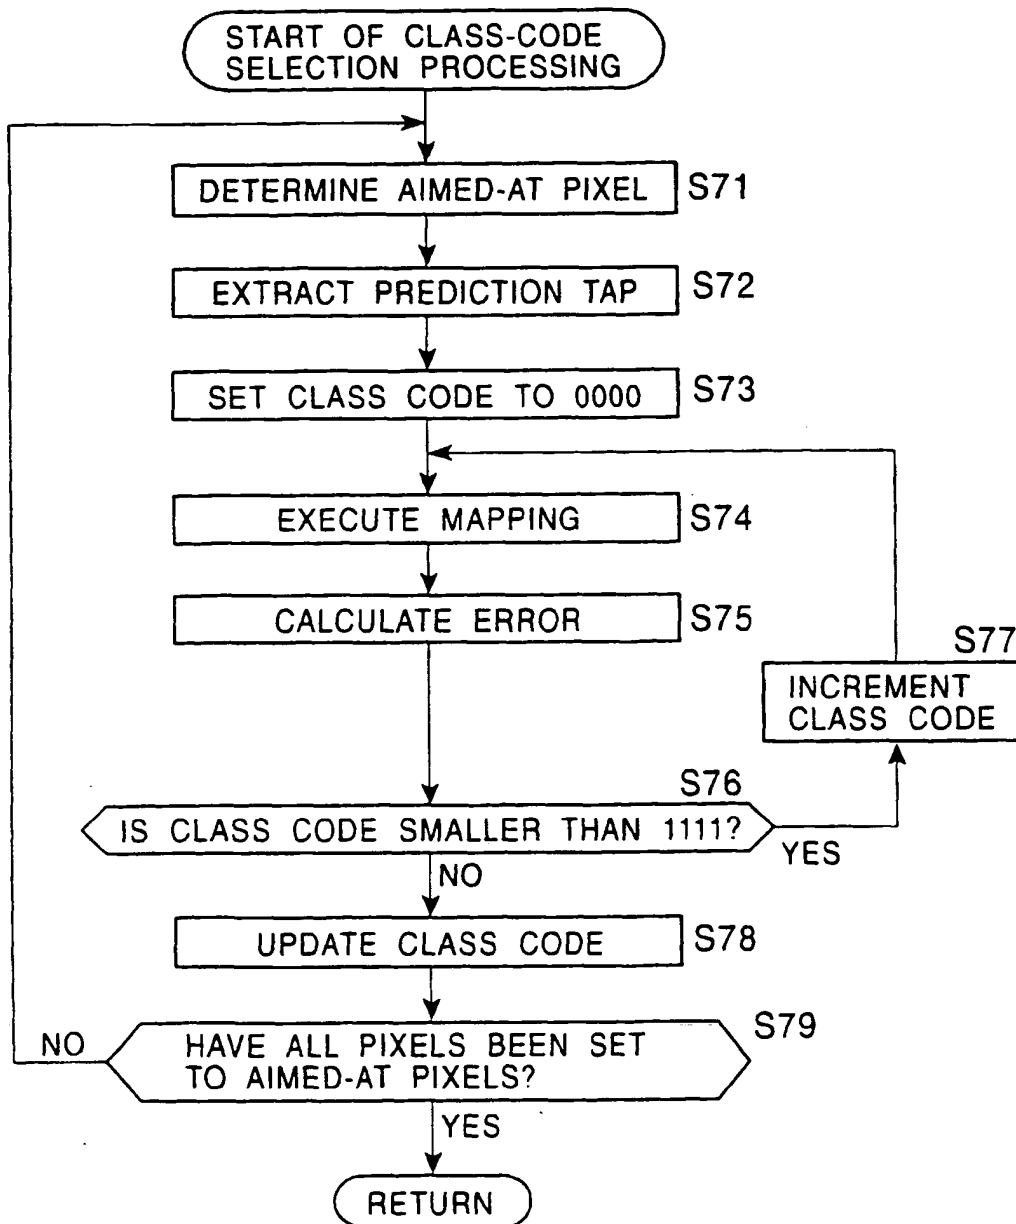 START OF CLASS-CODE
SELECTION PROCESSING
DETERMINE AIMED-AT PIXEL
S71
EXTRACT PREDICTION TAP
S72
SET CLASS CODE TO 0000
S73
EXECUTE MAPPING
S74
CALCULATE ERROR
S75
S77
INCREMENT
CLASS CODE
S76
IS CLASS CODE SMALLER THAN 1111?
YES
NO
UPDATE CLASS CODE
S78
S79
NO
HAVE ALL PIXELS BEEN SET
TO AIMED-AT PIXELS?
YES
RETURN